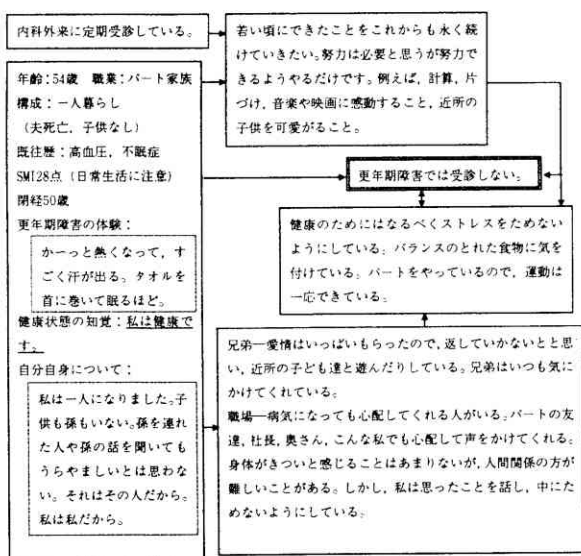 内科外来に定期受診している。
若い頃にできたことをこれからも永く続
けていきたい。努力は必要と思うが努力で
きるようやるだけです。例えば，計算，片
づけ，音楽や映画に感動すること，近所の
子供を可愛がること。
年齢：54歳　職業：パート家族
構成：一人暮らし
（夫死亡，子供なし）
既往歴：高血圧，不眠症
SMI28点（日常生活に注意）
閉経50歳
更年期障害の体験：
かーっと熱くなって，す
ごく汗が出る。タオルを
首に巻いて眠るほど。
健康状態の知覚：私は健康で
す。
自分自身について：
私は一人になりました。子
供も孫もいない。孫を連れ
た人や孫の話を聞いても
うらやましいとは思わな
い。それはその人だから。
私は私だから。
更年期障害では受診しない。
健康のためにはなるべくストレスをためない
ようにしている。バランスのとれた食物に気を
付けている。パートをやっているので，運動は
一応できている。
兄弟―愛情はいっぱいもらったので，返していかないとと思
い，近所の子ども達と遊んだりしている。兄弟はいつも気に
かけてくれている。
職場―病気になっても心配してくれる人がいる。パートの友
達，社長，奥さん，こんな私でも心配して声をかけてくれる。
身体がきついと感じることはあまりないが，人間関係の方が
難しいことがある。しかし，私は思ったことを話し，中にた
めないようにしている。